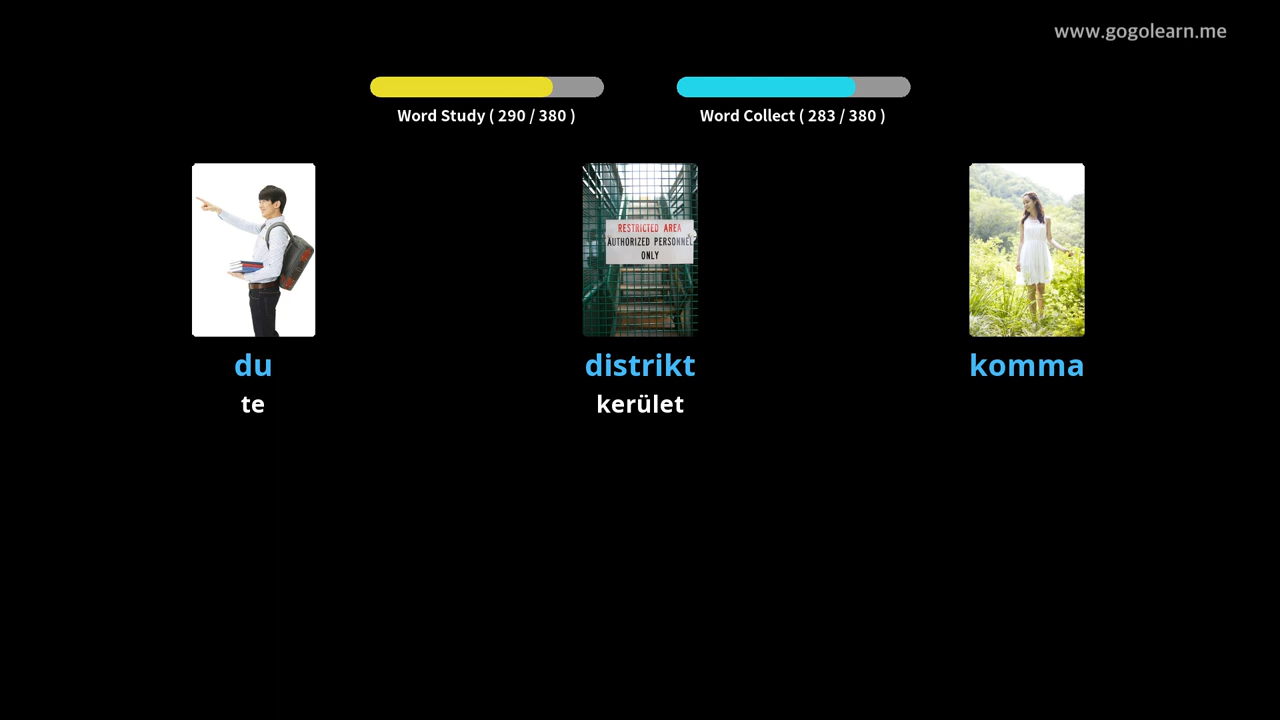 www.gogolearn.me
Word Study ( 290 / 380 )
Word Collect ( 283 / 380 )
RESTRICTED AREA
AUTHORIZED PERSONNEL
ONLY
du
distrikt
komma
te
kerület